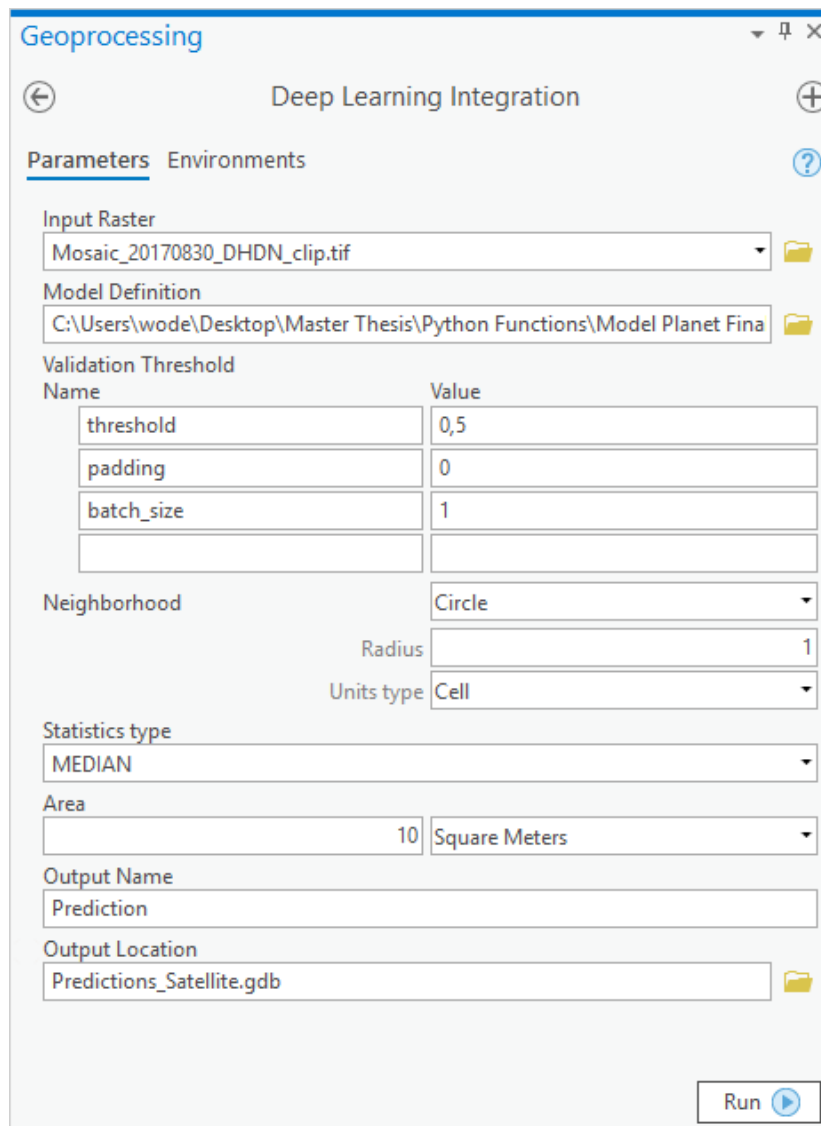 Geoprocessing
Deep Learning Integration
Parameters Environments
Input Raster
Mosaic_20170830_DHDN_clip.tif
Model Definition
C:\Users\wode\Desktop\Master Thesis\Python Functions\Model Planet Fina
Validation Threshold
Name Value
threshold 0,5
padding 0
batch_size 1
Neighborhood Circle
Radius 1
Units type Cell
Statistics type
MEDIAN
Area
10 Square Meters
Output Name
Prediction
Output Location
Predictions_Satellite.gdb
Run